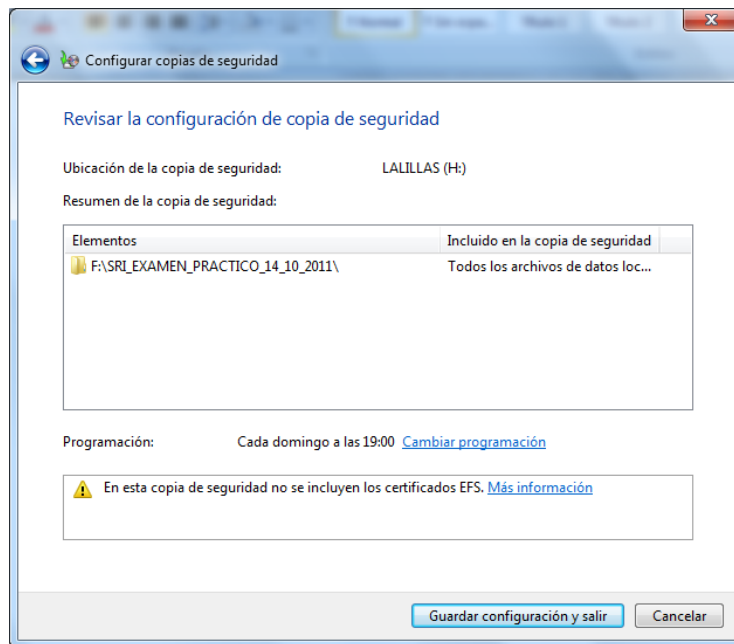 Configurar copias de seguridad
Revisar la configuración de copia de seguridad
Ubicación de la copia de seguridad: LALILLAS (H:)
Resumen de la copia de seguridad:
Elementos Incluido en la copia de seguridad
F:\SRI_EXAMEN_PRACTICO_14_10_2011\ Todos los archivos de datos loc...
Programación: Cada domingo a las 19:00 Cambiar programación
En esta copia de seguridad no se incluyen los certificados EFS. Más información
Guardar configuración y salir Cancelar